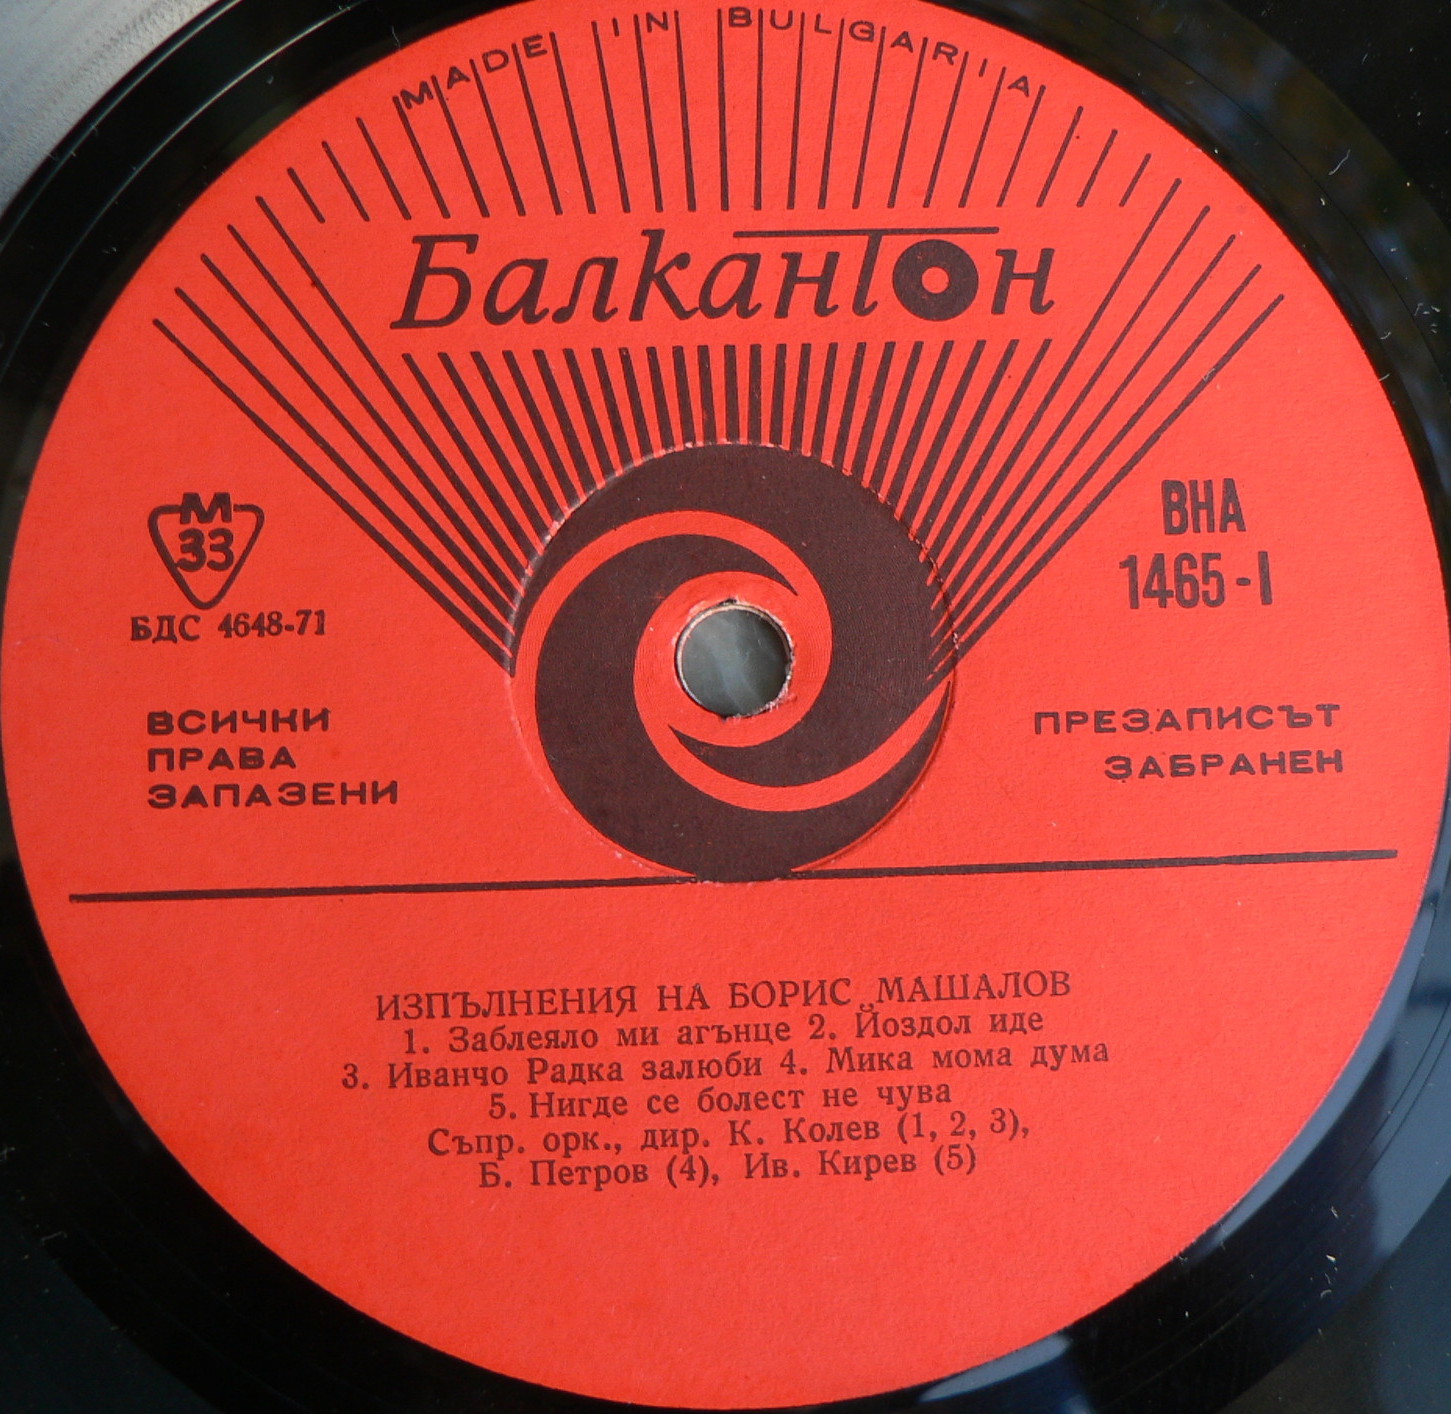 MADE IN BULGARIA
Балкантон
М
33
БДС 4648-71
ВНА
1465-I
ВСИЧКИ
ПРАВА
ЗАПАЗЕНИ
ПРЕЗАПИСЪТ
ЗАБРАНЕН
ИЗПЪЛНЕНИЯ НА БОРИС МАШАЛОВ
1. Заблеяло ми агънце 2. Йоздол иде
3. Иванчо Радка залюби 4. Мика мома дума
5. Нигде се болест не чува
Съпр. орк., дир. К. Колев (1, 2, 3),
Б. Петров (4), Ив. Кирев (5)